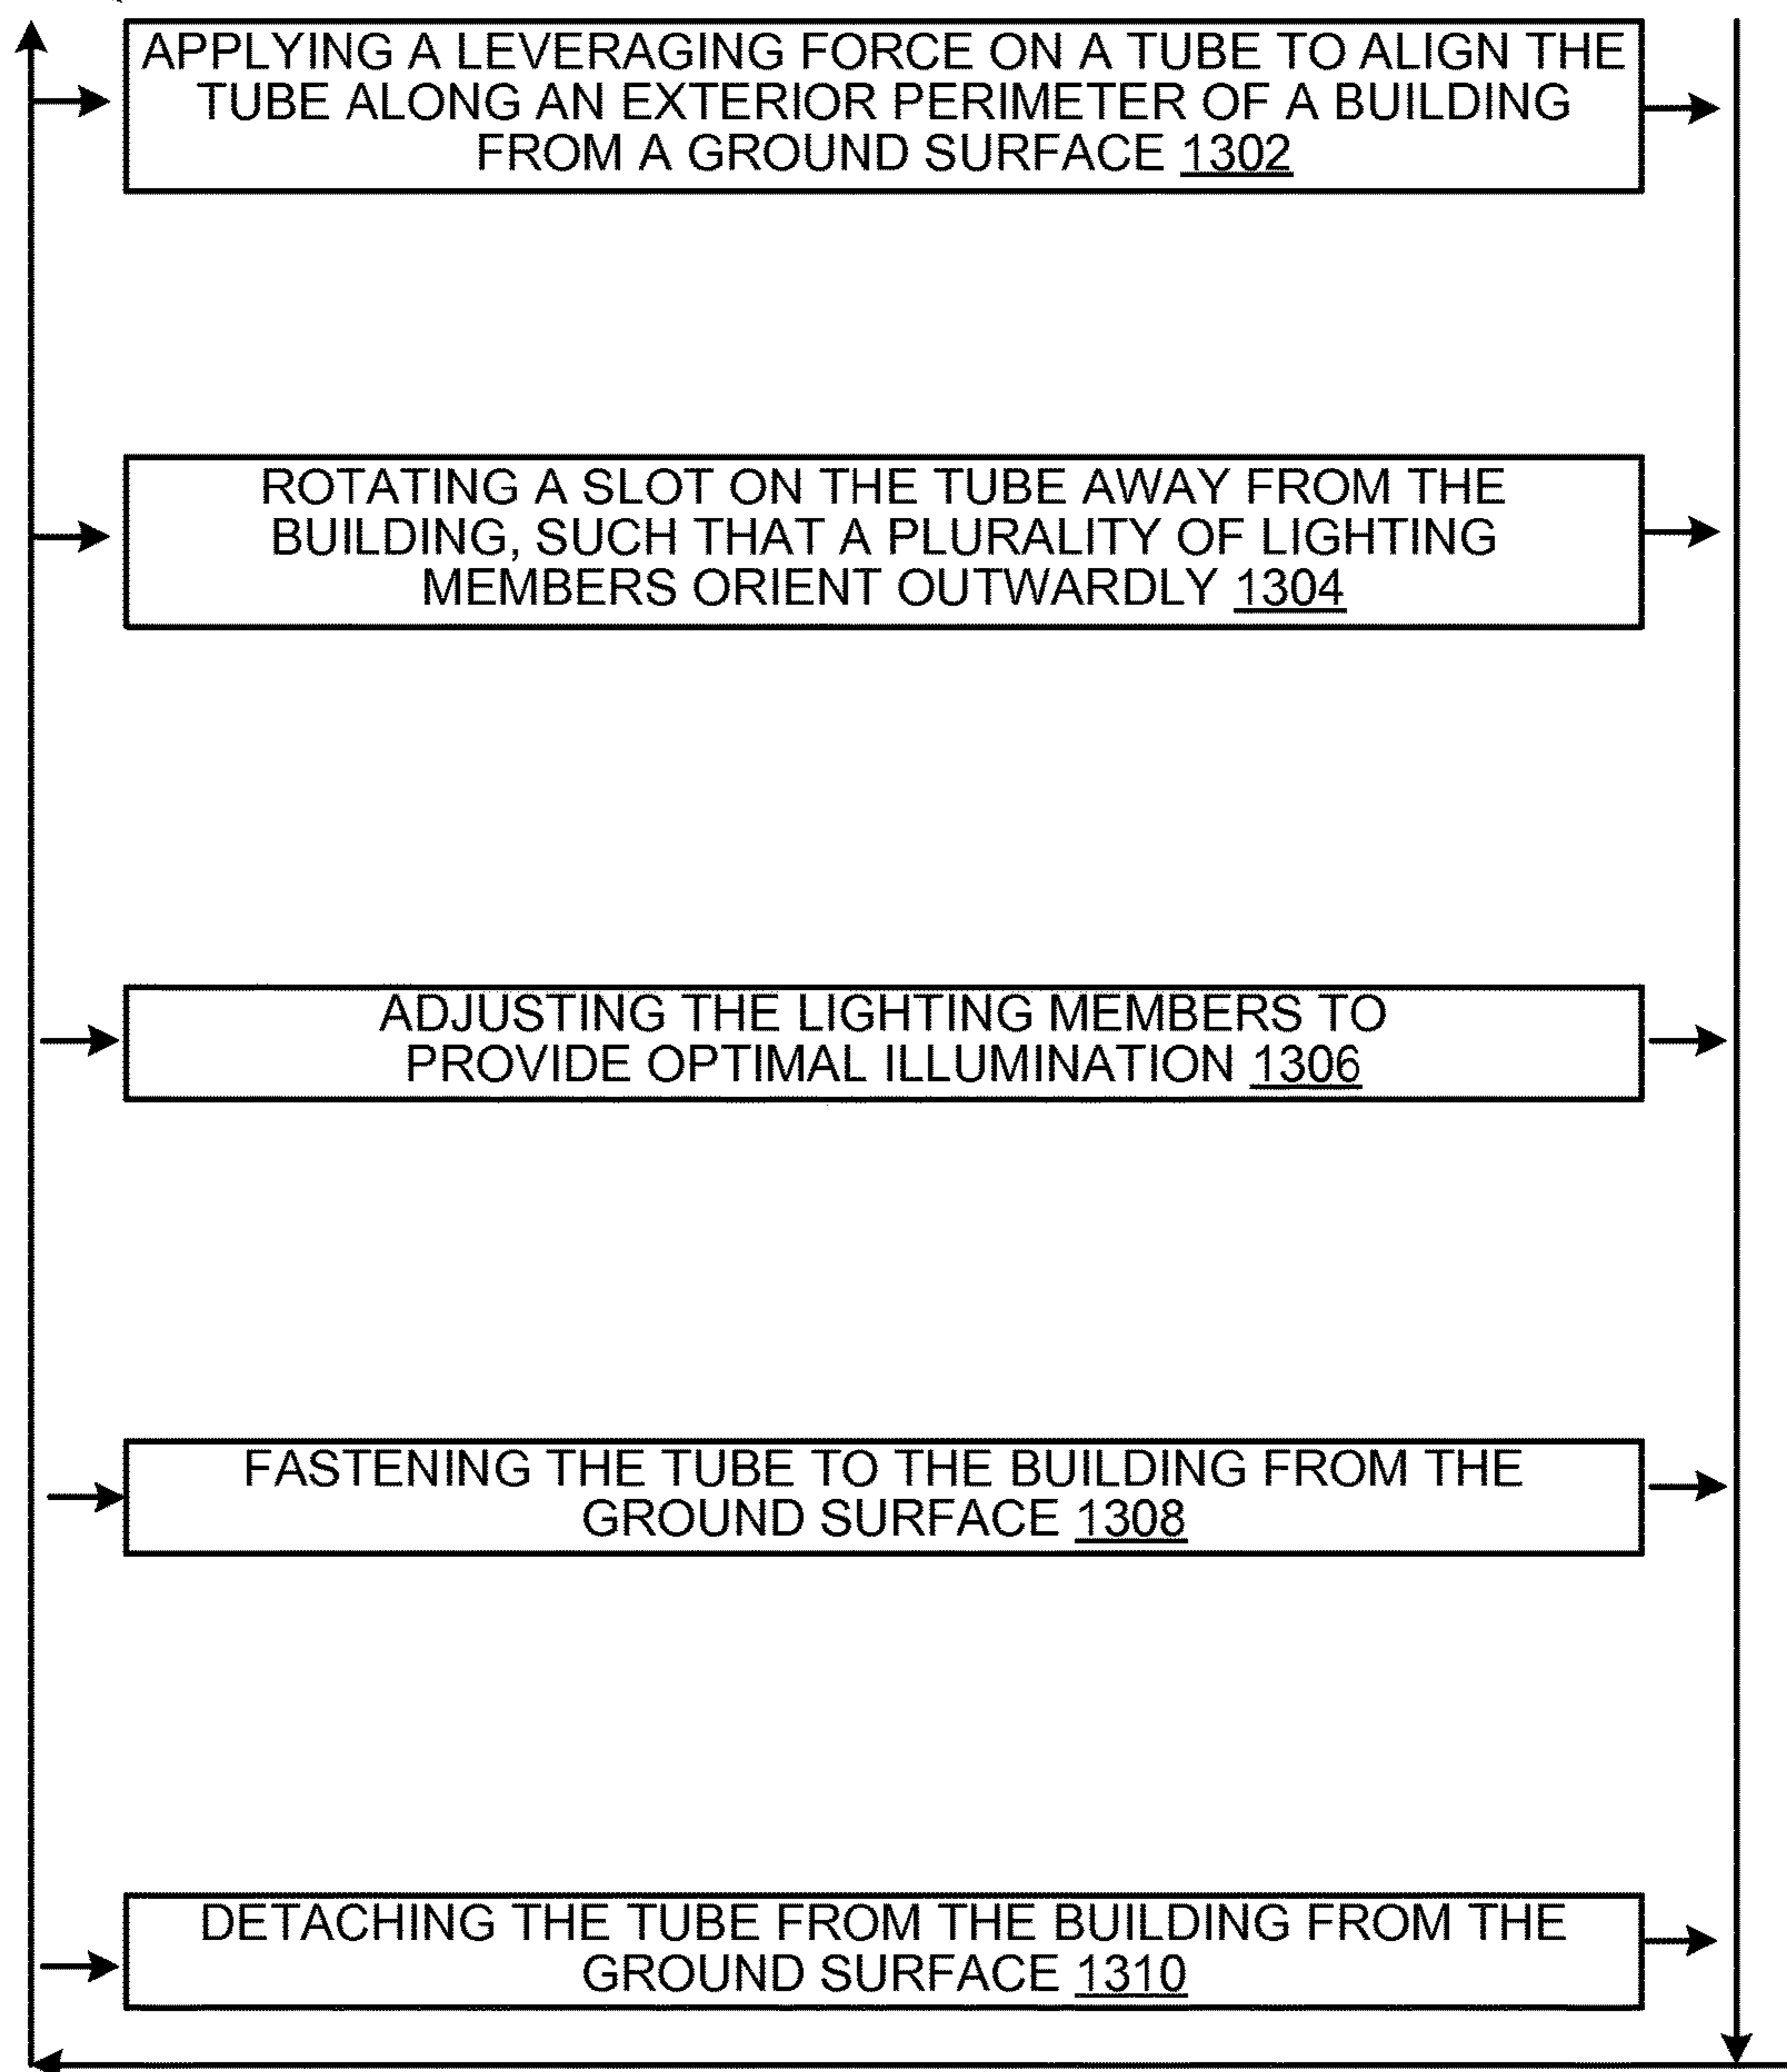 APPLYING A LEVERAGING FORCE ON A TUBE TO ALIGN THE
TUBE ALONG AN EXTERIOR PERIMETER OF A BUILDING
FROM A GROUND SURFACE 1302
ROTATING A SLOT ON THE TUBE AWAY FROM THE
BUILDING, SUCH THAT A PLURALITY OF LIGHTING
MEMBERS ORIENT OUTWARDLY 1304
ADJUSTING THE LIGHTING MEMBERS TO
PROVIDE OPTIMAL ILLUMINATION 1306
FASTENING THE TUBE TO THE BUILDING FROM THE
GROUND SURFACE 1308
DETACHING THE TUBE FROM THE BUILDING FROM THE
GROUND SURFACE 1310